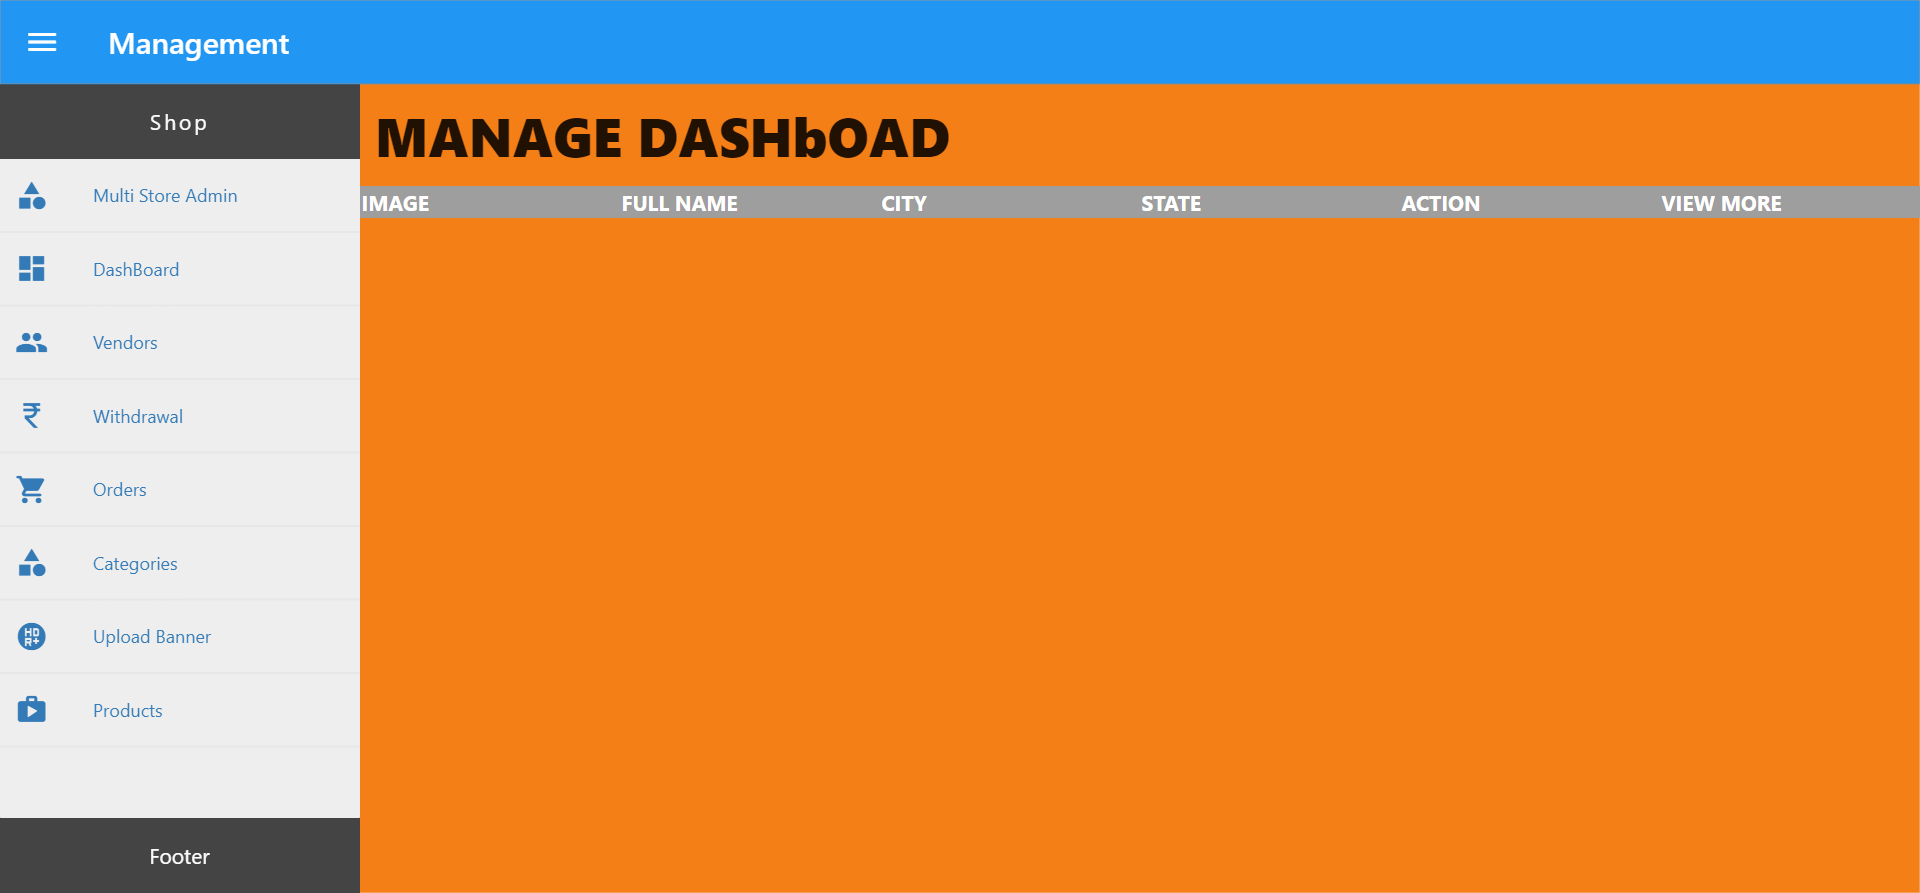 Management
Shop
Multi Store Admin
DashBoard
Vendors
Withdrawal
Orders
Categories
HD
R+
Upload Banner
Products
Footer
MANAGE DASHbOAD
IMAGE FULL NAME CITY STATE ACTION VIEW MORE